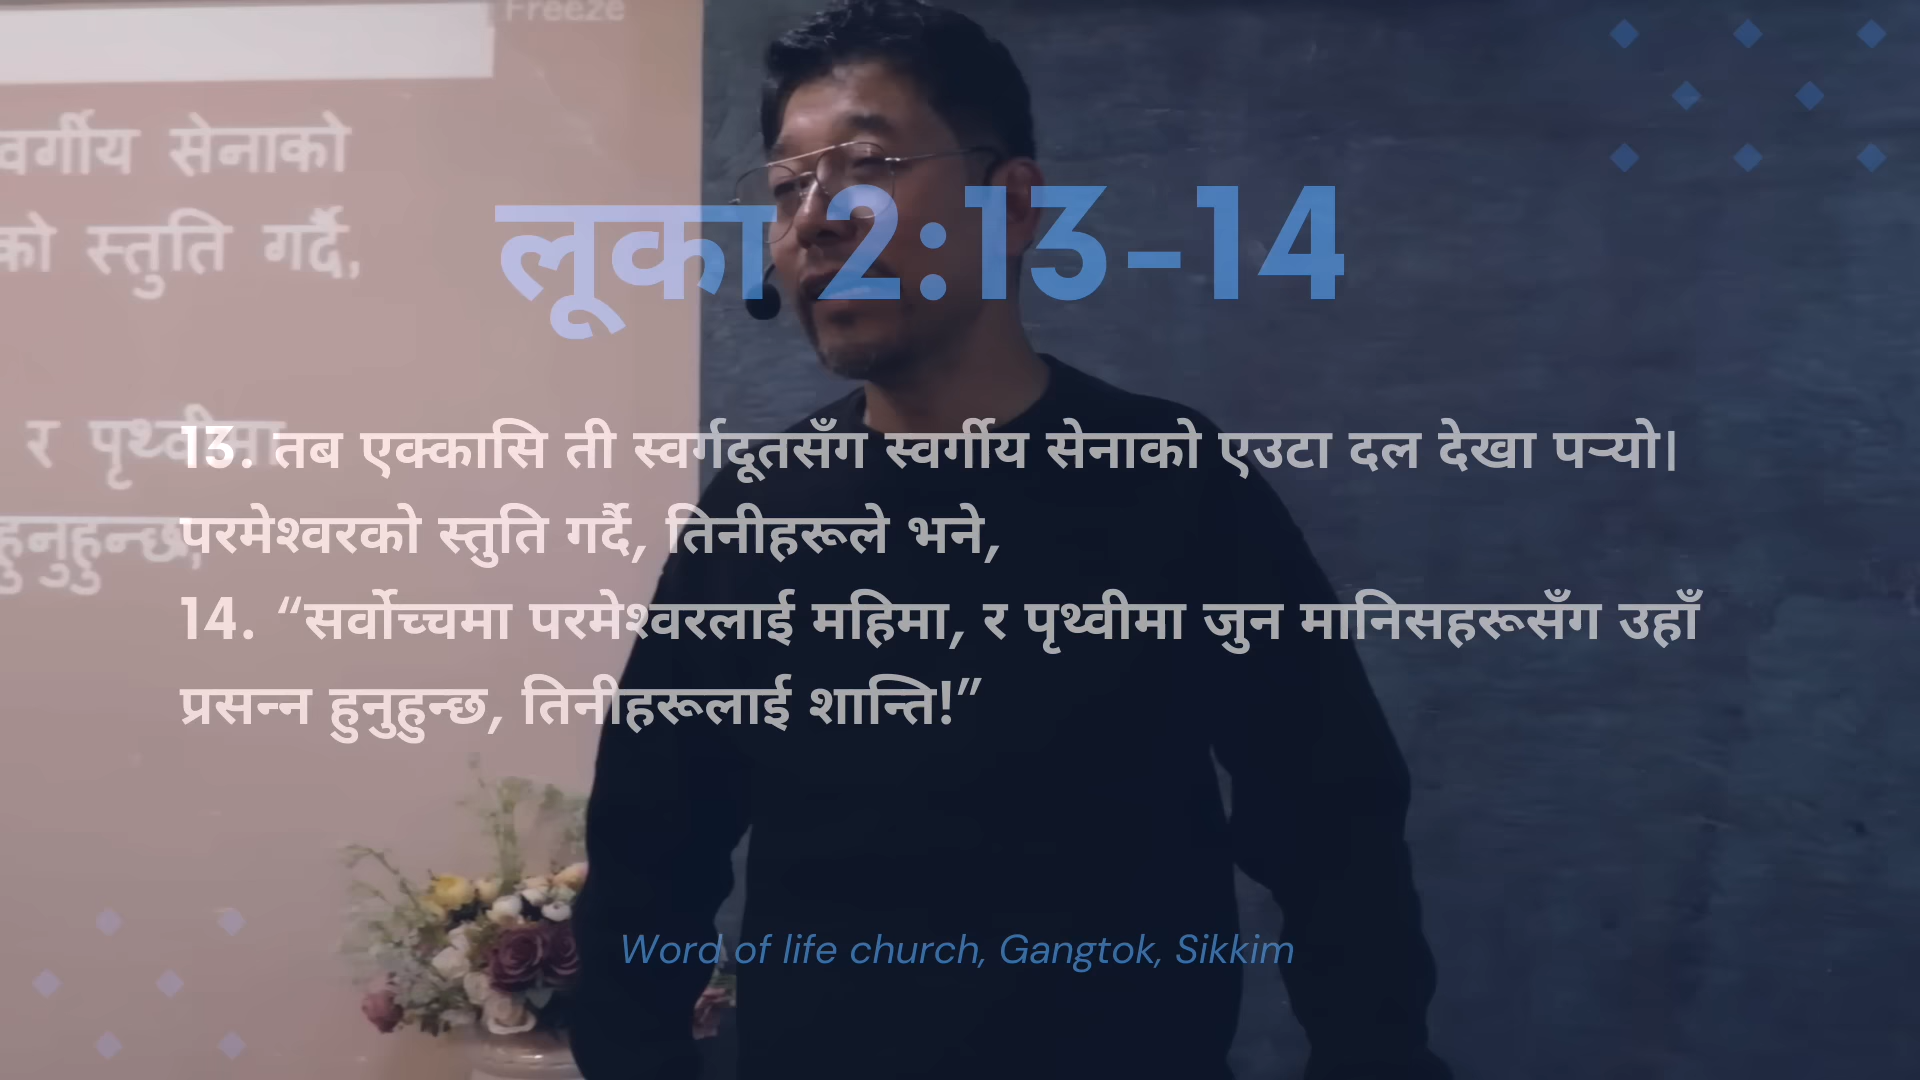 Freeze
स्वर्गीय सेनाको
को स्तुति गर्दै,
र पृथ्वीमा
हुनुहुन्छ,
लूका 2:13-14
13. तब एक्कासि ती स्वर्गदूतसँग स्वर्गीय सेनाको एउटा दल देखा पर्‍यो।
परमेश्वरको स्तुति गर्दै, तिनीहरूले भने,
14. “सर्वोच्चमा परमेश्वरलाई महिमा, र पृथ्वीमा जुन मानिसहरूसँग उहाँ
प्रसन्न हुनुहुन्छ, तिनीहरूलाई शान्ति!”
Word of life church, Gangtok, Sikkim